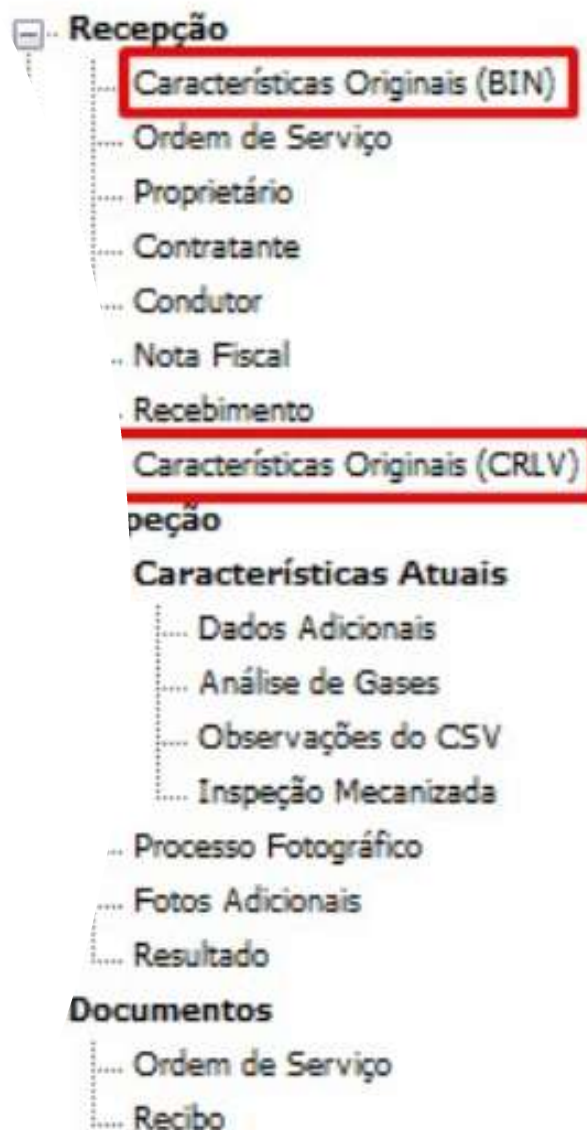 Recepção
Características Originais (BIN)
Ordem de Serviço
Proprietário
Contratante
Condutor
Nota Fiscal
Recebimento
Características Originais (CRLV)
peção
Características Atuais
Dados Adicionais
Análise de Gases
Observações do CSV
Inspeção Mecanizada
Processo Fotográfico
Fotos Adicionais
Resultado
Documentos
Ordem de Serviço
Recibo